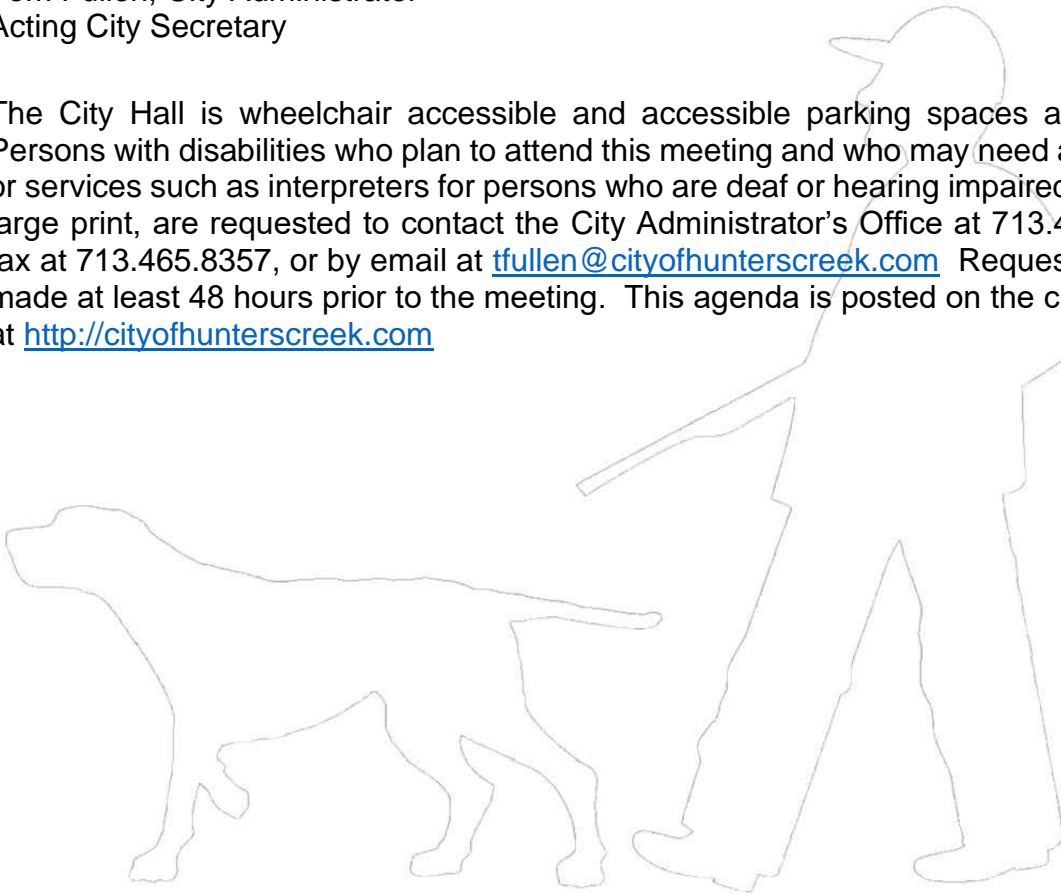 Tom Fullen, City Administrator
Acting City Secretary
The City Hall is wheelchair accessible and accessible parking spaces a
Persons with disabilities who plan to attend this meeting and who may need a
or services such as interpreters for persons who are deaf or hearing impaired
large print, are requested to contact the City Administrator's Office at 713.4
fax at 713.465.8357, or by email at tfullen@cityofhunterscreek.com Reques
made at least 48 hours prior to the meeting. This agenda is posted on the c
at http://cityofhunterscreek.com